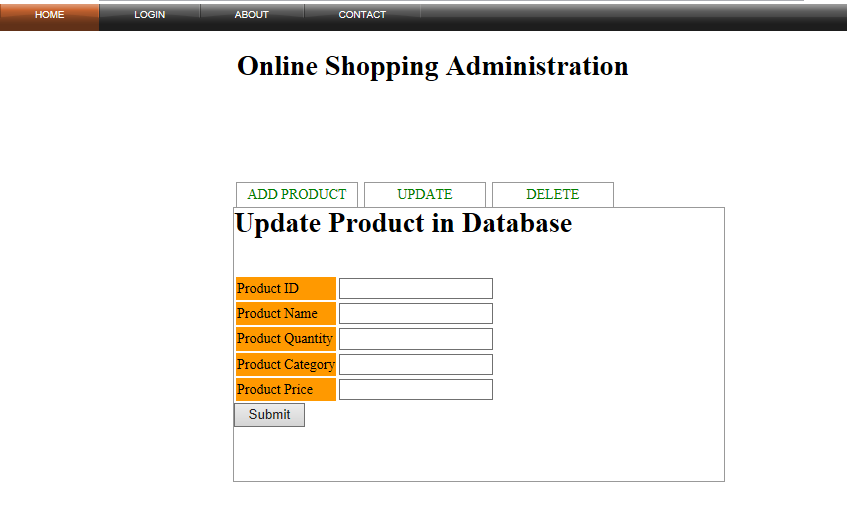 HOME LOGIN ABOUT CONTACT
Online Shopping Administration
ADD PRODUCT UPDATE DELETE
Update Product in Database
Product ID
Product Name
Product Quantity
Product Category
Product Price
Submit